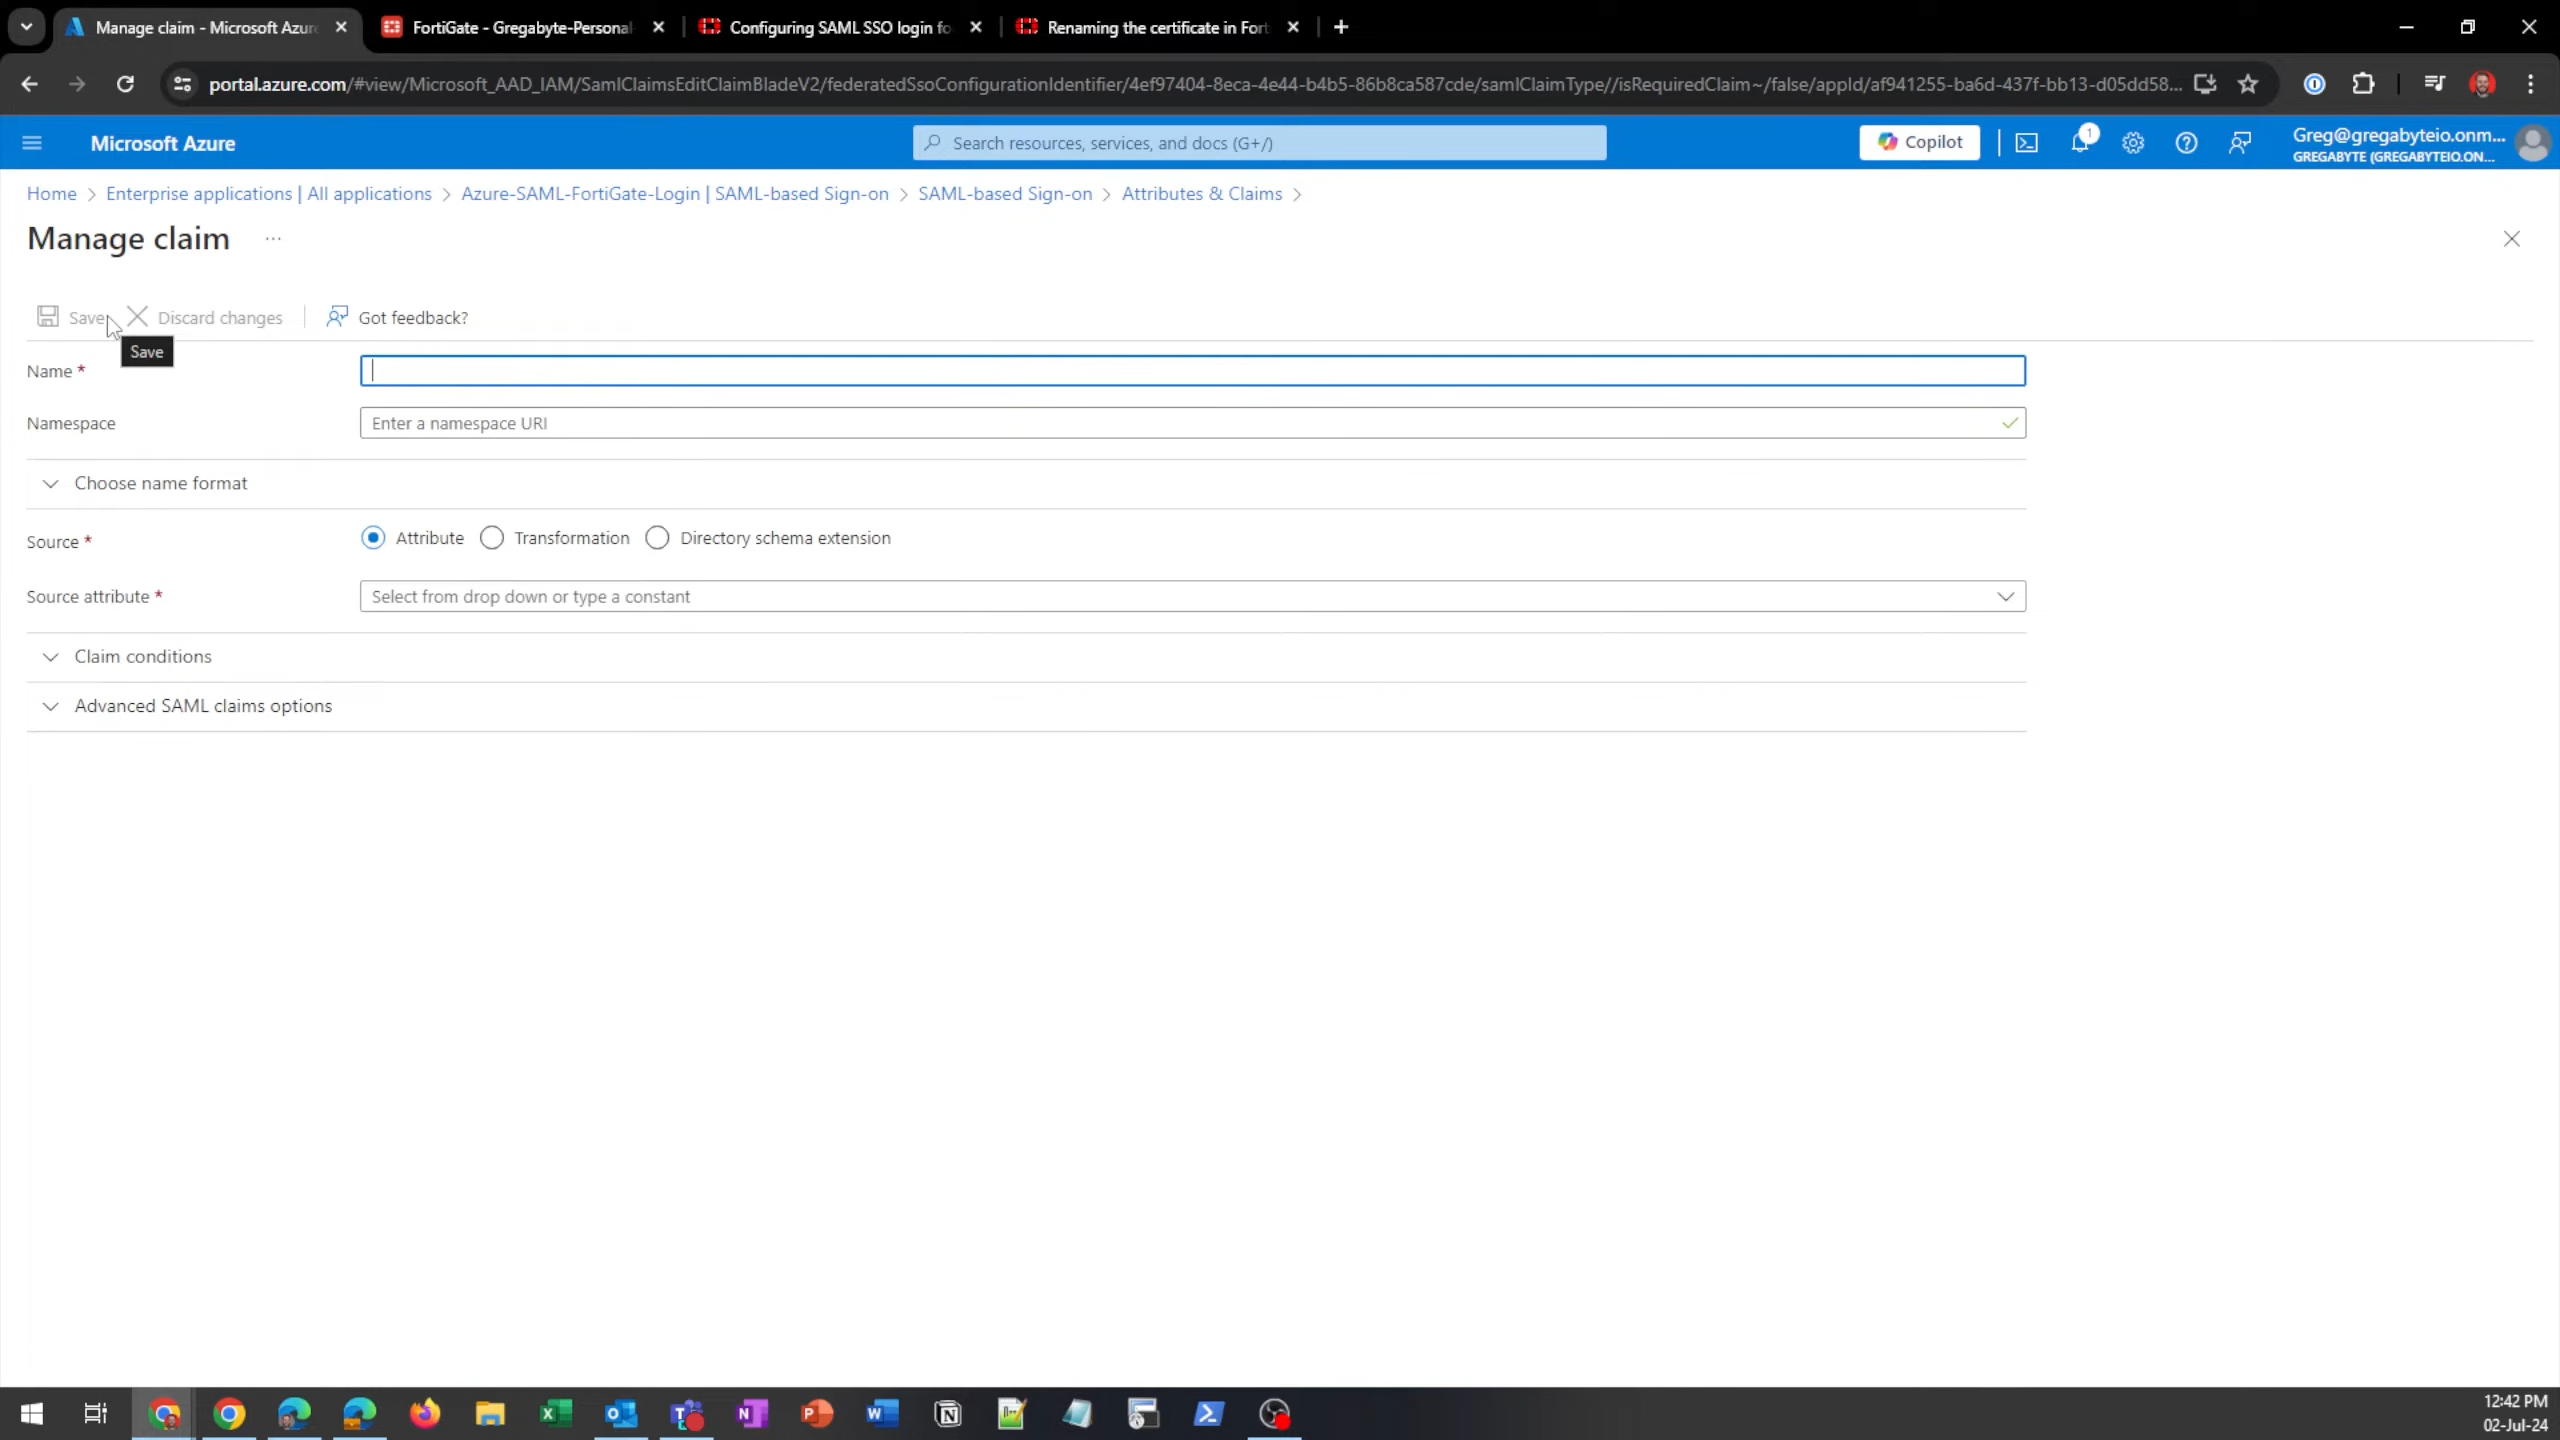 Manage claim - Microsoft Azur
FortiGate - Gregabyte-Personal
Configuring SAML SSO login fo
Renaming the certificate in Fort
portal.azure.com/#view/Microsoft_AAD_IAM/SamlClaimsEditClaimBladeV2/federatedSsoConfigurationIdentifier/4ef97404-8eca-4e44-b4b5-86b8ca587cde/samlClaimType//isRequiredClaim~/false/appId/af941255-ba6d-437f-bb13-d05dd58...
Microsoft Azure
Search resources, services, and docs (G+/)
Copilot
1
Greg@gregabyteio.onm...
GREGABYTE (GREGABYTEIO.ON...
Home > Enterprise applications | All applications > Azure-SAML-FortiGate-Login | SAML-based Sign-on > SAML-based Sign-on > Attributes & Claims >
Manage claim ...
Save
Discard changes
Got feedback?
Save
Name *
Namespace
Enter a namespace URI
Choose name format
Source *
Attribute
Transformation
Directory schema extension
Source attribute *
Select from drop down or type a constant
Claim conditions
Advanced SAML claims options
12:42 PM
02-Jul-24